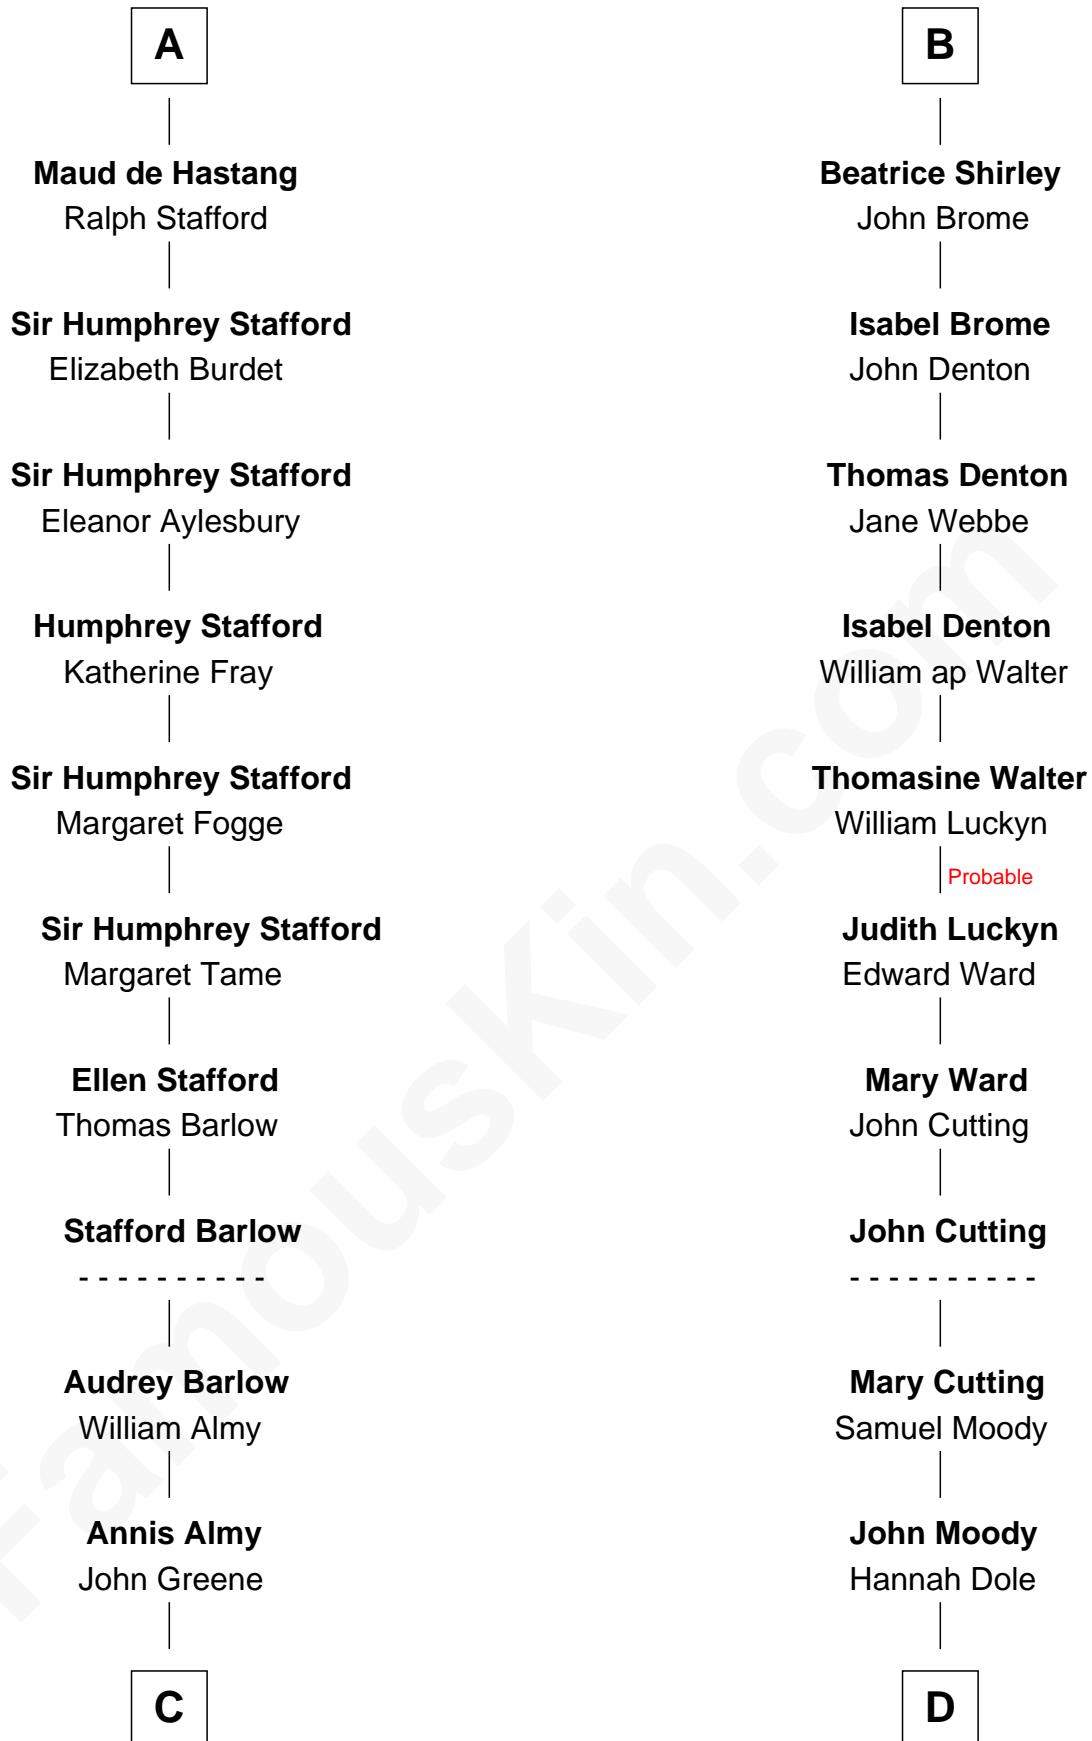 A
Maud de Hastang
Ralph Stafford
Sir Humphrey Stafford
Elizabeth Burdet
Sir Humphrey Stafford
Eleanor Aylesbury
Humphrey Stafford
Katherine Fray
Sir Humphrey Stafford
Margaret Fogge
Sir Humphrey Stafford
Margaret Tame
Ellen Stafford
Thomas Barlow
Stafford Barlow
- - - - - - - - - -
Audrey Barlow
William Almy
Annis Almy
John Greene
C
B
Beatrice Shirley
John Brome
Isabel Brome
John Denton
Thomas Denton
Jane Webbe
Isabel Denton
William ap Walter
Thomasine Walter
William Luckyn
Probable
Judith Luckyn
Edward Ward
Mary Ward
John Cutting
John Cutting
- - - - - - - - - -
Mary Cutting
Samuel Moody
John Moody
Hannah Dole
D
FamousKin.com